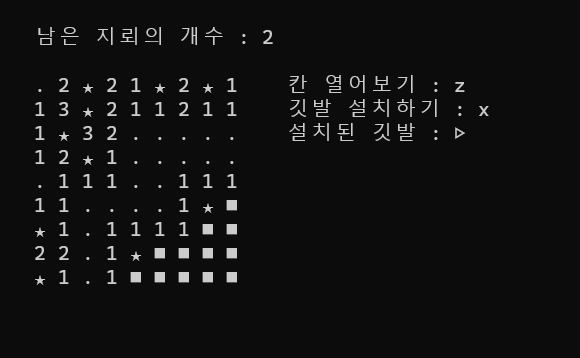 남은 지뢰의 개수 : 2
. 2 ★ 2 1 ★ 2 ★ 1 칸 열어보기 : z
1 3 ★ 2 1 1 2 1 1 깃발 설치하기 : x
1 ★ 3 2 . . . . . 설치된 깃발 : ▷
1 2 ★ 1 . . . . .
. 1 1 1 . . 1 1 1
1 1 . . . . 1 ★ ■
★ 1 . 1 1 1 1 ■ ■
2 2 . 1 ★ ■ ■ ■ ■
★ 1 . 1 ■ ■ ■ ■ ■